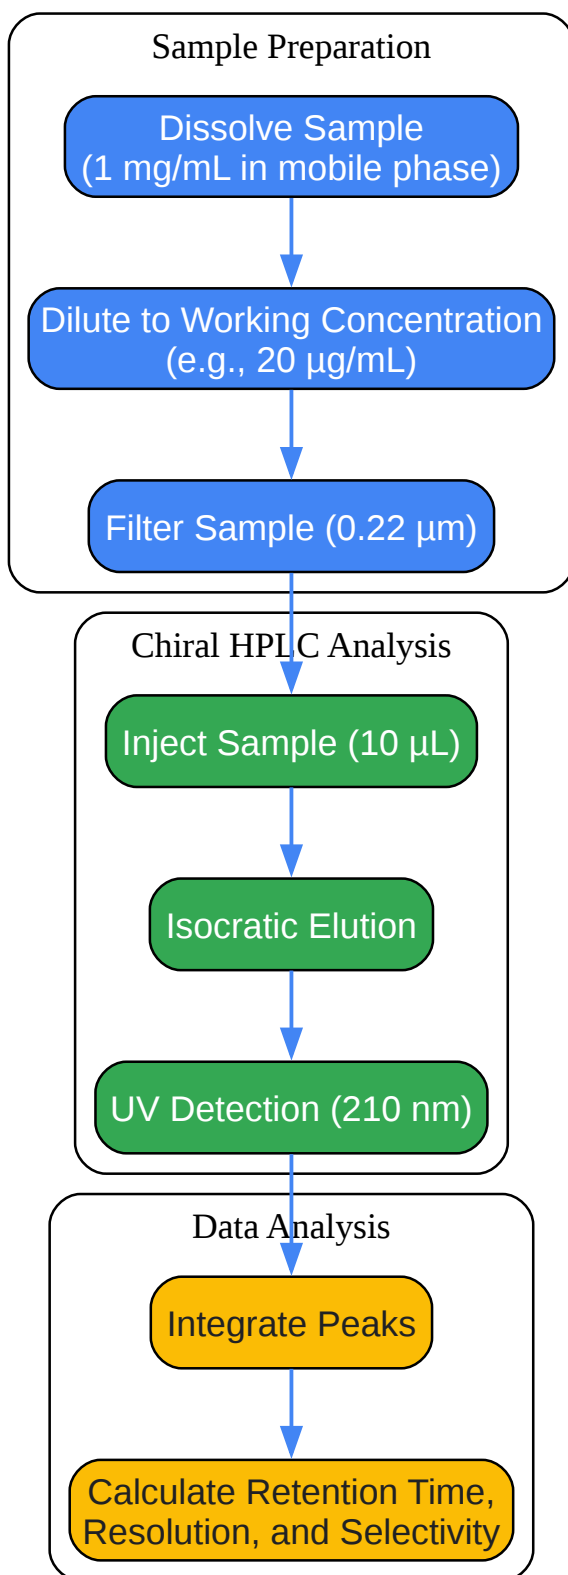 Sample Preparation
Dissolve Sample
(1 mg/mL in mobile phase)
Dilute to Working Concentration
(e.g., 20 µg/mL)
Filter Sample (0.22 µm)
Chiral HPLC Analysis
Inject Sample (10 µL)
Isocratic Elution
UV Detection (210 nm)
Data Analysis
Integrate Peaks
Calculate Retention Time,
Resolution, and Selectivity